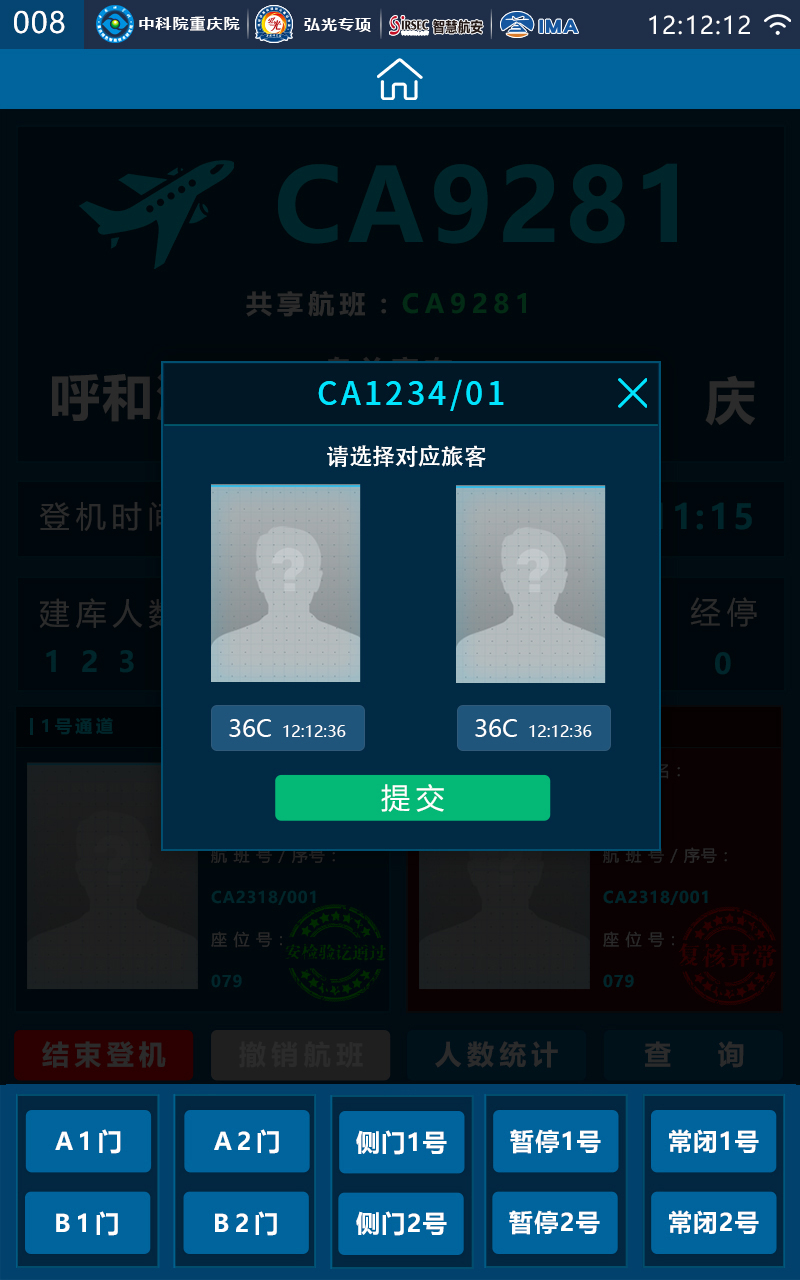 008 中科院重庆院 弘光专项 SIRSEC 智慧航安 IMA 12:12:12
CA9281
共享航班：CA9281
呼和
庆
CA1234/01
请选择对应旅客
登机时间
11:15
建库人数
经停
1 2 3
0
1号通道
36C 12:12:36
36C 12:12:36
提交
名：
航班号/序号：
航班号/序号：
CA2318/001
CA2318/001
座位号：
安检验讫通过
座位号：
复核异常
079
079
结束登机
撤销航班
人数统计
查 询
A1门
A2门
侧门1号
暂停1号
常闭1号
B1门
B2门
侧门2号
暂停2号
常闭2号